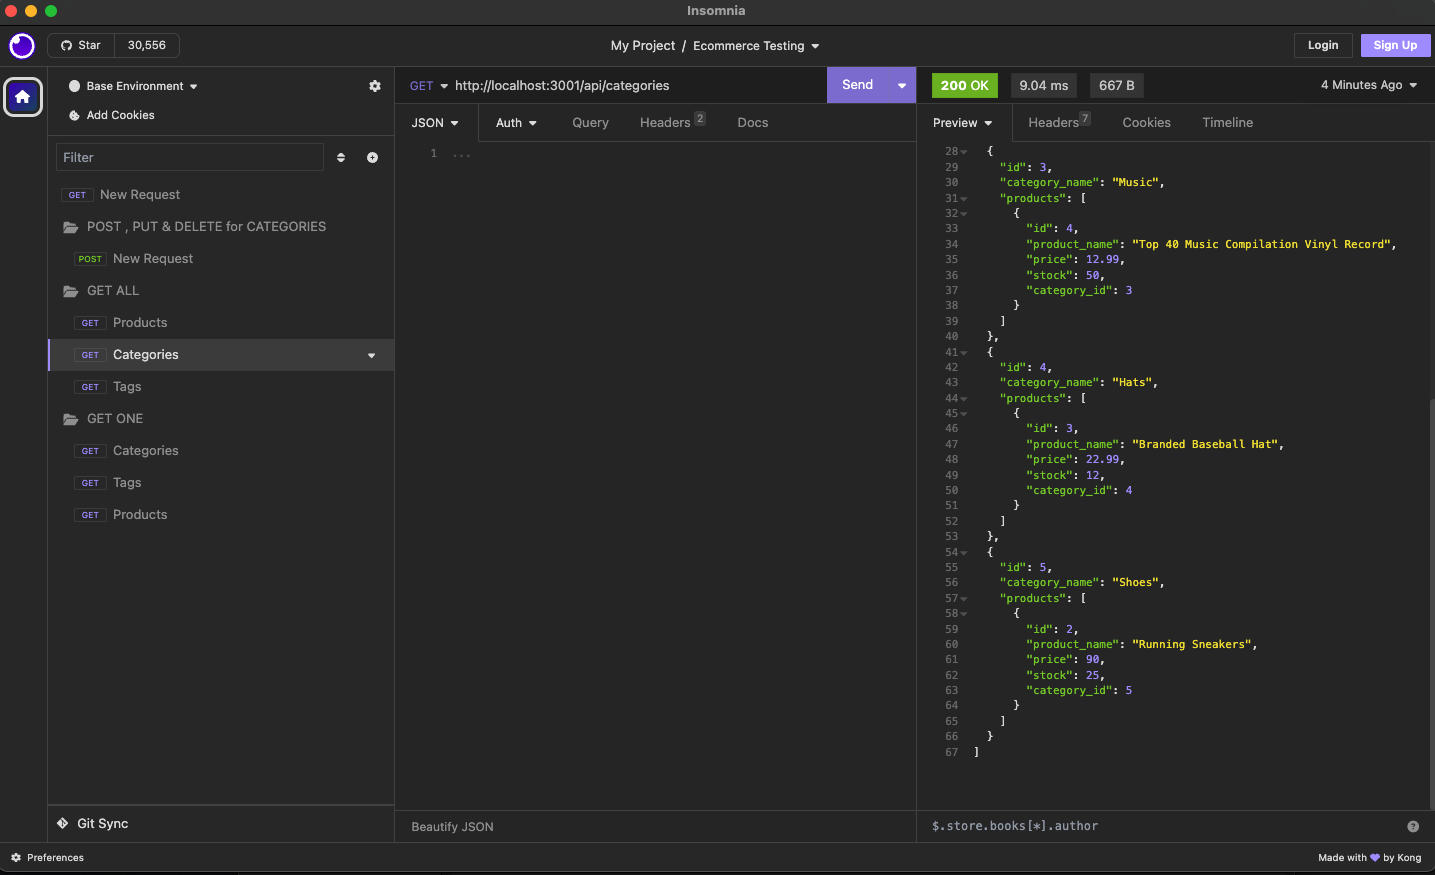 Insomnia
Star 30,556
My Project / Ecommerce Testing
Login Sign Up
Base Environment
Add Cookies
Filter
GET New Request
POST , PUT & DELETE for CATEGORIES
POST New Request
GET ALL
GET Products
GET Categories
GET Tags
GET ONE
GET Categories
GET Tags
GET Products
Git Sync
Preferences
GET http://localhost:3001/api/categories Send
JSON Auth Query Headers 2 Docs
1 ...
Beautify JSON
200 OK 9.04 ms 667 B 4 Minutes Ago
Preview Headers 7 Cookies Timeline
28 {
29 "id": 3,
30 "category_name": "Music",
31 "products": [
32 {
33 "id": 4,
34 "product_name": "Top 40 Music Compilation Vinyl Record",
35 "price": 12.99,
36 "stock": 50,
37 "category_id": 3
38 }
39 ]
40 },
41 {
42 "id": 4,
43 "category_name": "Hats",
44 "products": [
45 {
46 "id": 3,
47 "product_name": "Branded Baseball Hat",
48 "price": 22.99,
49 "stock": 12,
50 "category_id": 4
51 }
52 ]
53 },
54 {
55 "id": 5,
56 "category_name": "Shoes",
57 "products": [
58 {
59 "id": 2,
60 "product_name": "Running Sneakers",
61 "price": 90,
62 "stock": 25,
63 "category_id": 5
64 }
65 ]
66 }
67 ]
$.store.books[*].author
Made with 💜 by Kong